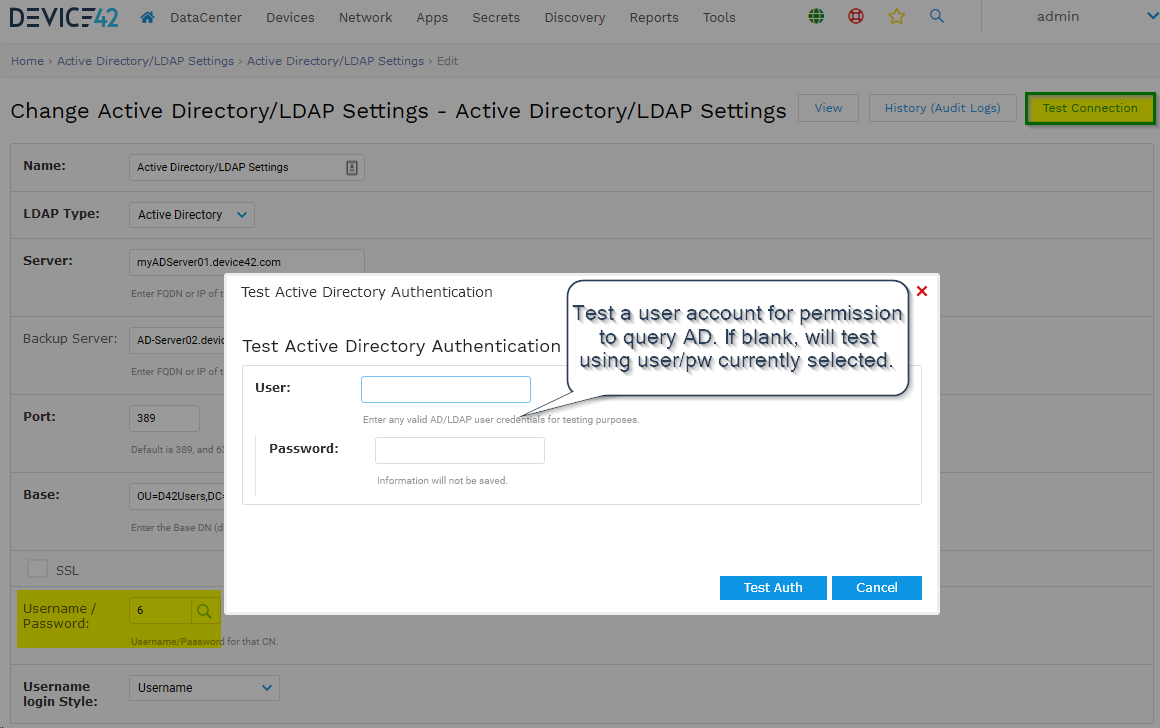 DEVICE42 DataCenter Devices Network Apps Secrets Discovery Reports Tools admin
Home › Active Directory/LDAP Settings › Active Directory/LDAP Settings › Edit
Change Active Directory/LDAP Settings - Active Directory/LDAP Settings View History (Audit Logs) Test Connection
Name: Active Directory/LDAP Settings
LDAP Type: Active Directory
Server: myADServer01.device42.com
Enter FQDN or IP of t
Backup Server: AD-Server02.devic
Enter FQDN or IP of t
Port: 389
Default is 389, and 63
Base: OU=D42Users,DC=
Enter the Base DN (d
SSL
Username /
Password: 6
Username/Password for that CN.
Username
login Style: Username
Test Active Directory Authentication
Test a user account for permission
to query AD. If blank, will test
using user/pw currently selected.
Test Active Directory Authentication
User:
Enter any valid AD/LDAP user credentials for testing purposes.
Password:
Information will not be saved.
Test Auth Cancel